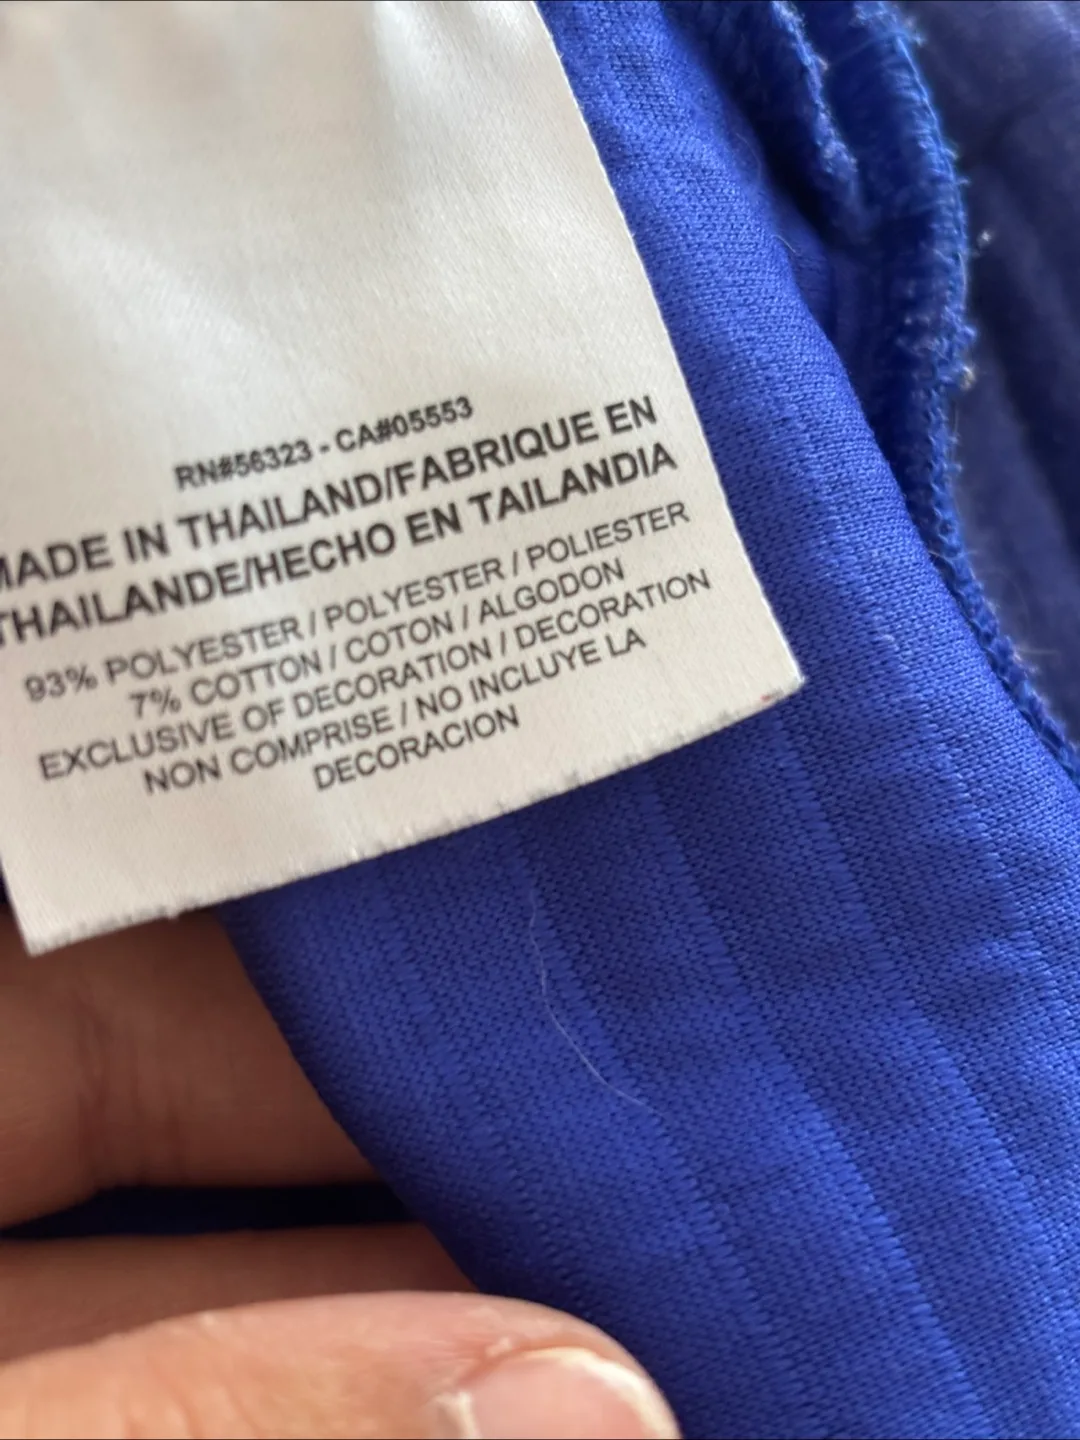 RN#56323 - CA#05553
MADE IN THAILAND/FABRIQUE EN
THAILANDE/HECHO EN TAILANDIA
93% POLYESTER / POLYESTER / POLIESTER
7% COTTON / COTON / ALGODON
EXCLUSIVE OF DECORATION / DECORATION
NON COMPRISE / NO INCLUYE LA
DECORACION